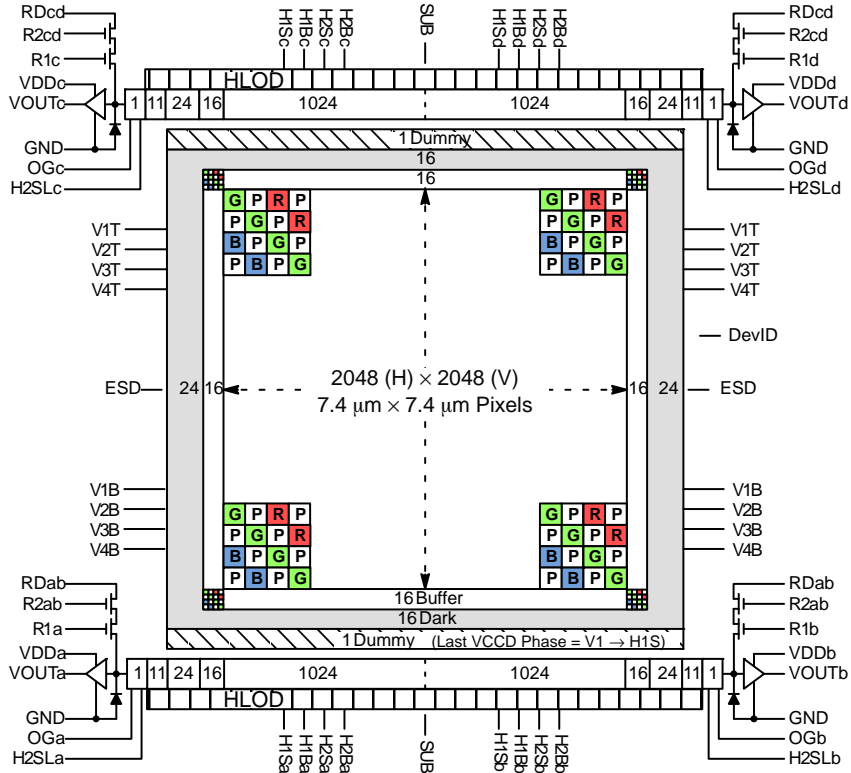 RDcd
R2cd
R1c
VDDc
VOUTc
GND
OGc
H2SLc
H1Sc
H1Bc
H2Sc
H2Bc
SUB
H1Sd
H1Bd
H2Sd
H2Bd
RDcd
R2cd
R1d
VDDd
VOUTd
GND
OGd
H2SLd
HLOD
1 11 24 16 1024 1024 16 24 11 1
1 Dummy
16
16
G P R P G P R P
P G P R P G P R
B P G P B P G P
P B P G P B P G
V1T V1T
V2T V2T
V3T V3T
V4T V4T
DevID
ESD 24 16 2048 (H) × 2048 (V) 16 24 ESD
7.4 μm × 7.4 μm Pixels
V1B V1B
V2B V2B
V3B V3B
V4B V4B
G P R P G P R P
P G P R P G P R
B P G P B P G P
P B P G P B P G
16 Buffer
16 Dark
1 Dummy (Last VCCD Phase = V1 → H1S)
1 11 24 16 1024 1024 16 24 11 1
HLOD
RDab
R2ab
R1a
VDDa
VOUTa
GND
OGa
H2SLa
H1Sa
H1Ba
H2Sa
H2Ba
SUB
H1Sb
H1Bb
H2Sb
H2Bb
RDab
R2ab
R1b
VDDb
VOUTb
GND
OGb
H2SLb